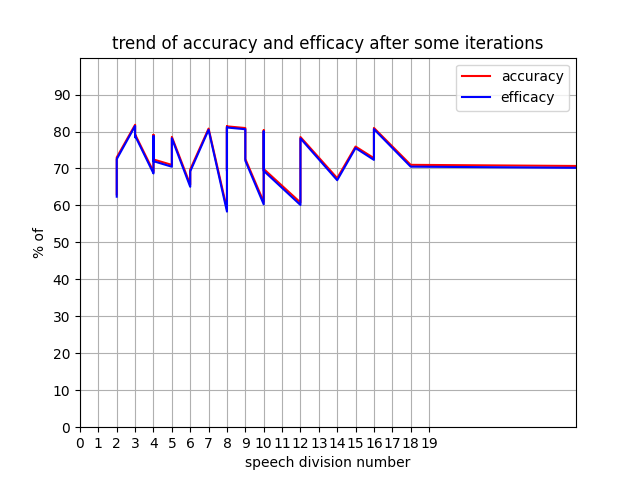 trend of accuracy and efficacy after some iterations
accuracy
efficacy
90
80
70
60
50
40
30
20
10
0
% of
0 1 2 3 4 5 6 7 8 9 10 11 12 13 14 15 16 17 18 19
speech division number